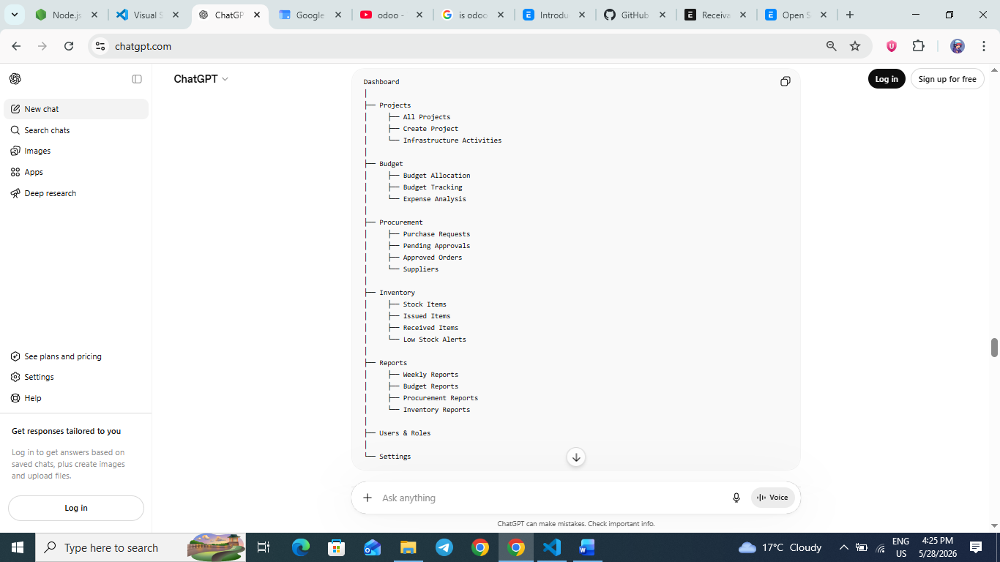 Node.js
Visual S
ChatGP
Google
odoo -
is odoo
Introdu
GitHub
Receiva
Open S
chatgpt.com
ChatGPT
Log in
Sign up for free
New chat
Search chats
Images
Apps
Deep research
See plans and pricing
Settings
Help
Get responses tailored to you
Log in to get answers based on
saved chats, plus create images
and upload files.
Log in
Dashboard
│
├── Projects
│   ├── All Projects
│   ├── Create Project
│   └── Infrastructure Activities
│
├── Budget
│   ├── Budget Allocation
│   ├── Budget Tracking
│   └── Expense Analysis
│
├── Procurement
│   ├── Purchase Requests
│   ├── Pending Approvals
│   ├── Approved Orders
│   └── Suppliers
│
├── Inventory
│   ├── Stock Items
│   ├── Issued Items
│   ├── Received Items
│   └── Low Stock Alerts
│
├── Reports
│   ├── Weekly Reports
│   ├── Budget Reports
│   ├── Procurement Reports
│   └── Inventory Reports
│
├── Users & Roles
│
└── Settings
Ask anything
Voice
ChatGPT can make mistakes. Check important info.
Type here to search
17°C Cloudy
ENG
US
4:25 PM
5/28/2026